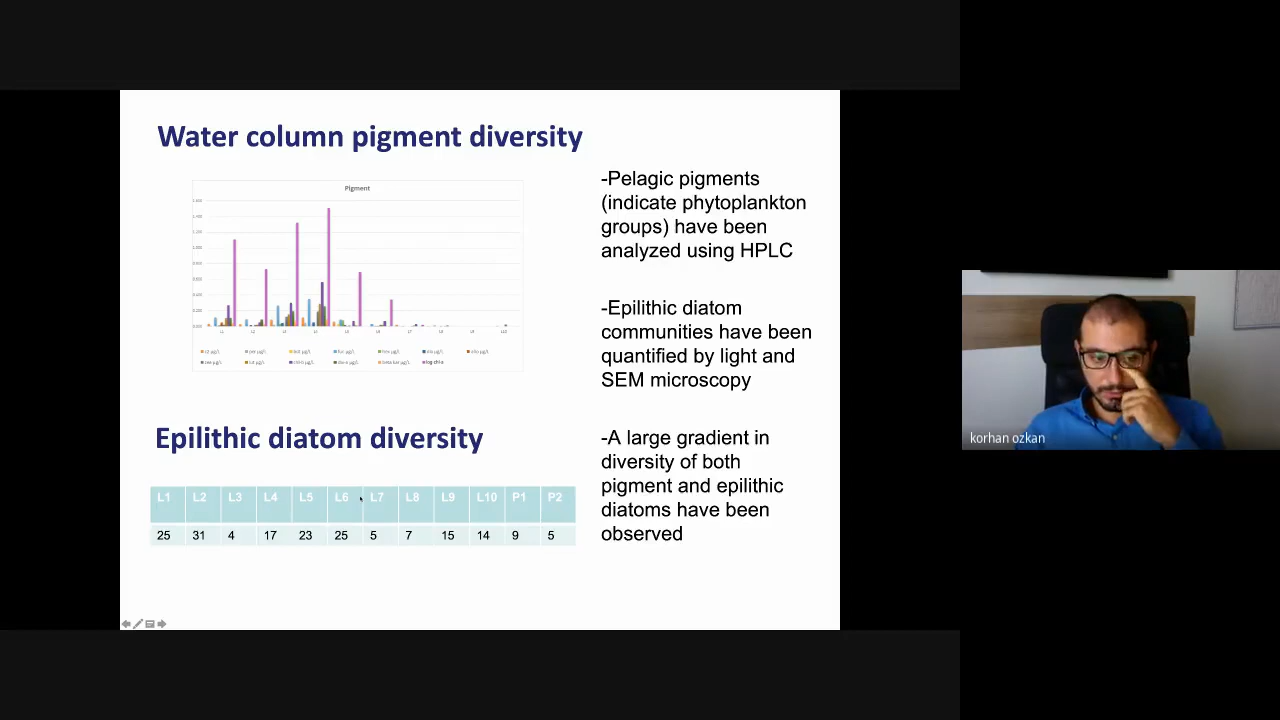 Water column pigment diversity
Pigment
-Pelagic pigments
(indicate phytoplankton
groups) have been
analyzed using HPLC
-Epilithic diatom
communities have been
quantified by light and
SEM microscopy
-A large gradient in
diversity of both
pigment and epilithic
diatoms have been
observed
Epilithic diatom diversity
L1 L2 L3 L4 L5 L6 L7 L8 L9 L10 P1 P2
25 31 4 17 23 25 5 7 15 14 9 5
korhan ozkan